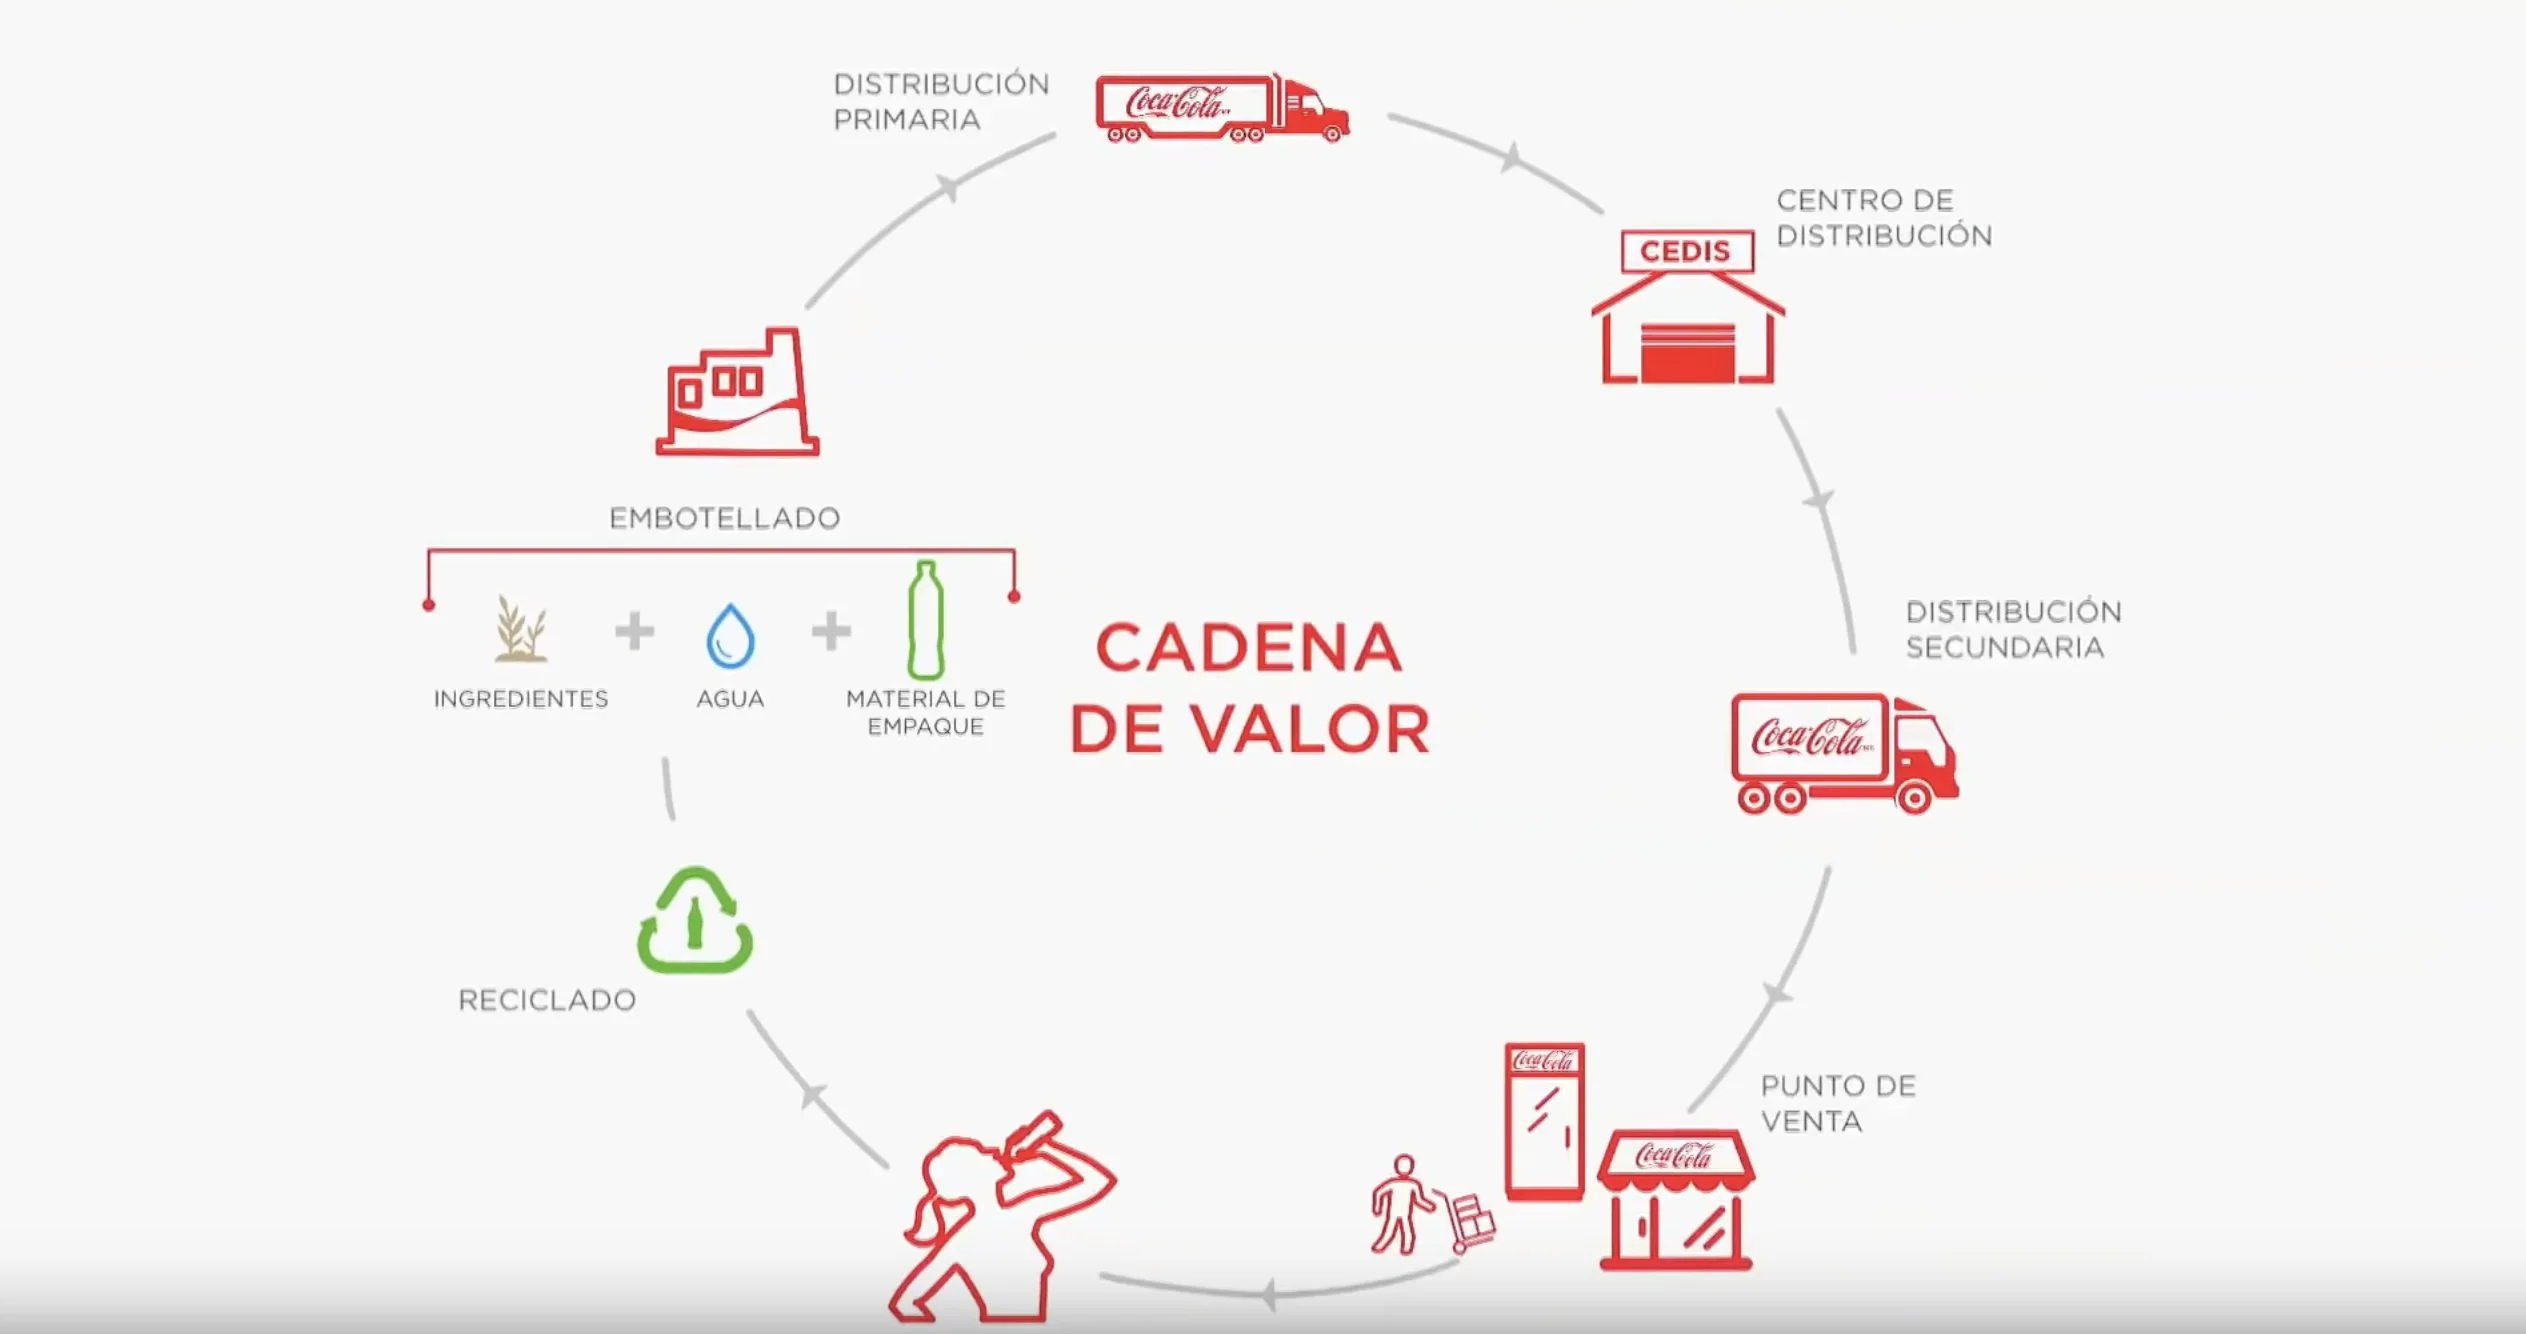 DISTRIBUCIÓN
PRIMARIA
Coca-Cola
CENTRO DE
DISTRIBUCIÓN
CEDIS
EMBOTELLADO
INGREDIENTES
AGUA
MATERIAL DE
EMPAQUE
CADENA
DE VALOR
DISTRIBUCIÓN
SECUNDARIA
Coca-Cola
RECICLADO
Coca-Cola
PUNTO DE
VENTA
Coca-Cola